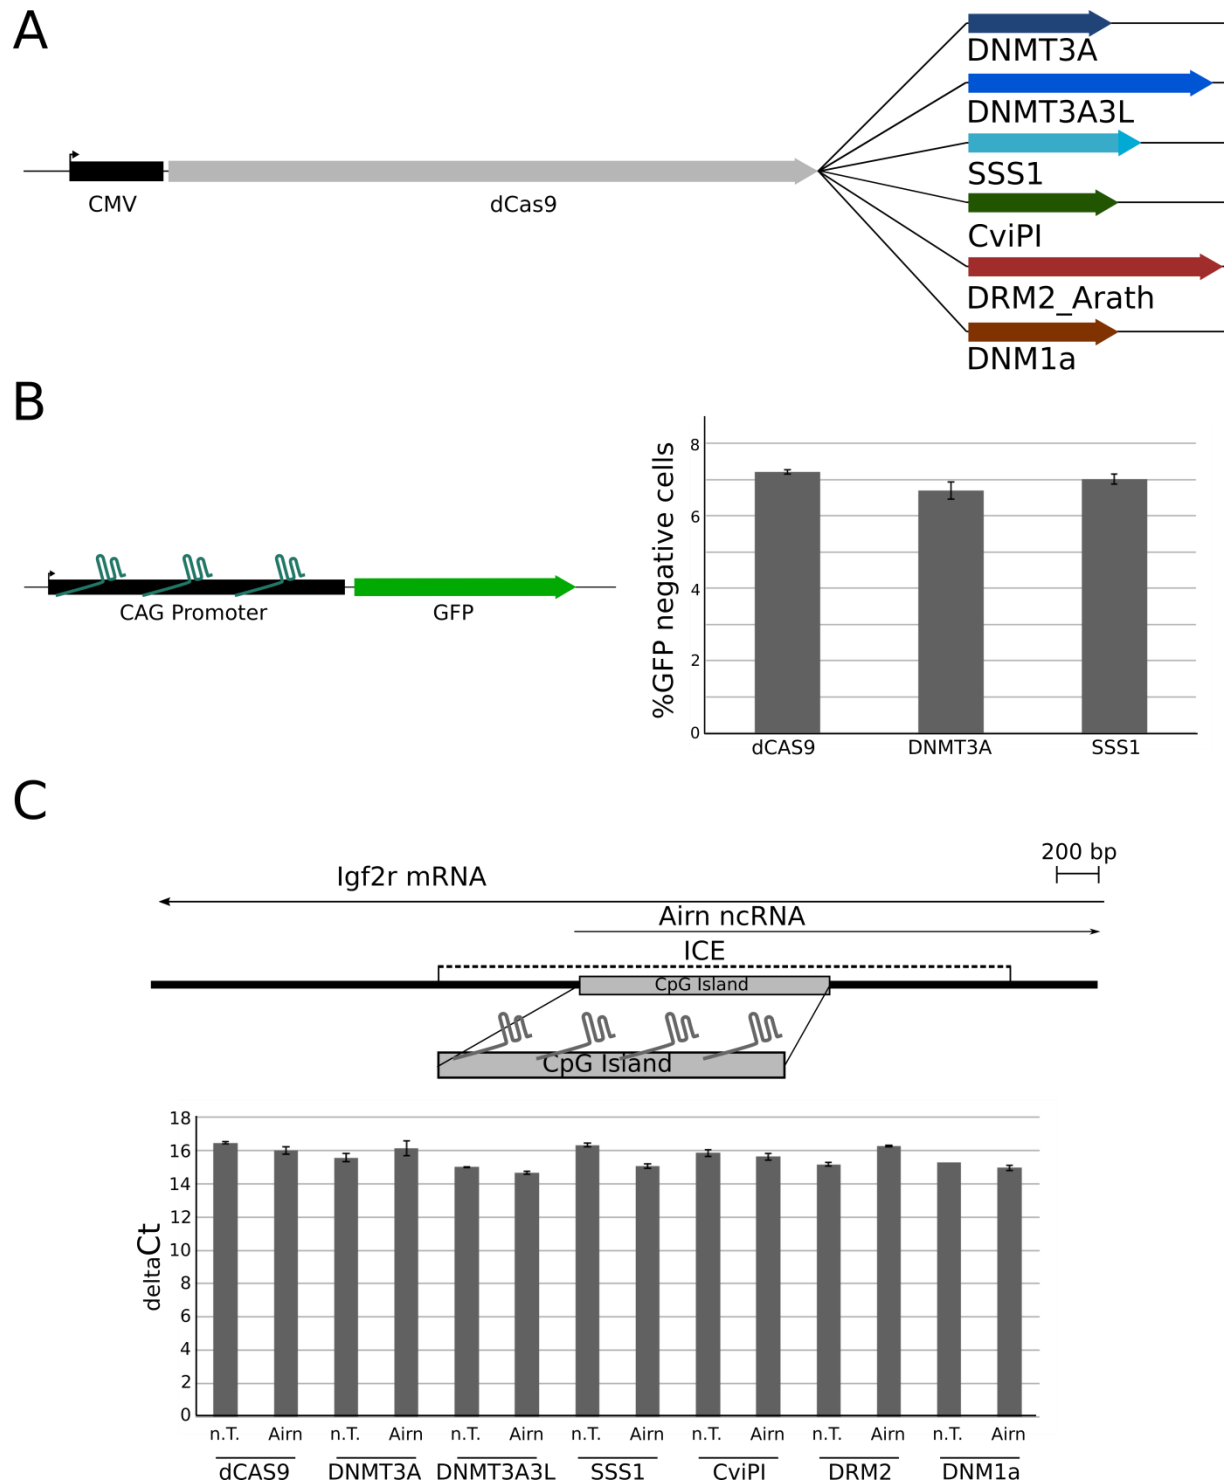 A
DNMT3A
DNMT3A3L
SSS1
CviPI
DRM2_Arath
DNM1a
CMV
dCas9
B
CAG Promoter
GFP
%GFP negative cells
8
6
4
2
0
dCAS9 DNMT3A SSS1
C
200 bp
Igf2r mRNA
Airn ncRNA
ICE
CpG Island
CpG Island
deltaCt
18
16
14
12
10
8
6
4
2
0
n.T. Airn n.T. Airn n.T. Airn n.T. Airn n.T. Airn n.T. Airn n.T. Airn
dCAS9 DNMT3A DNMT3A3L SSS1 CviPI DRM2 DNM1a